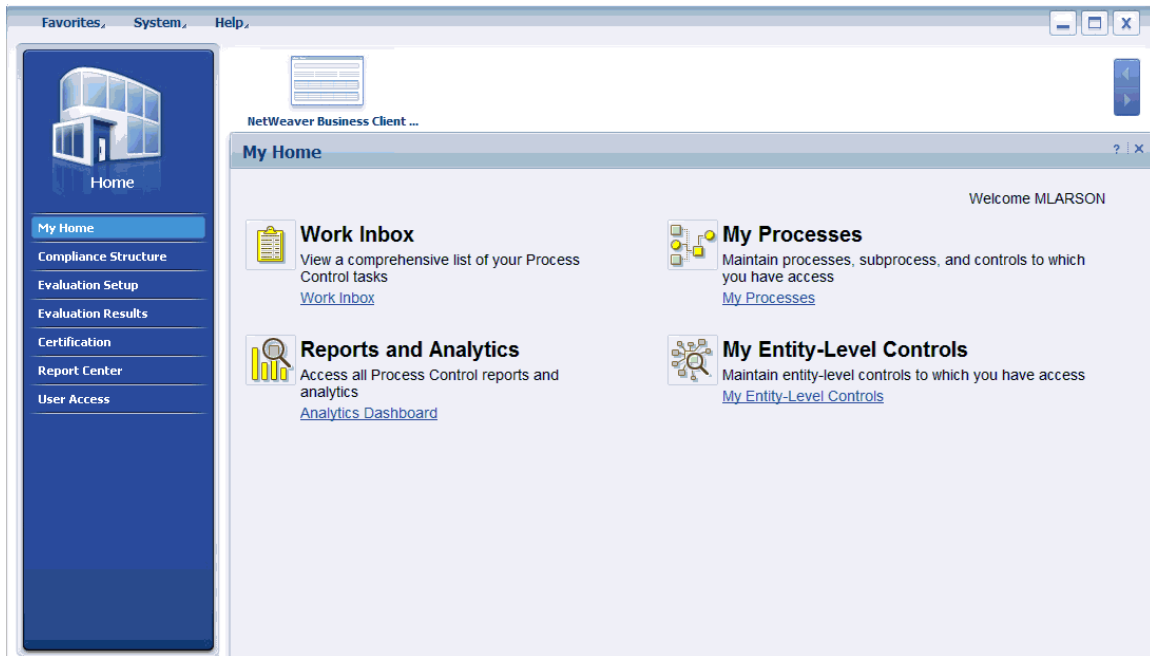 Favorites System Help
X
NetWeaver Business Client ...
Home
My Home
Compliance Structure
Evaluation Setup
Evaluation Results
Certification
Report Center
User Access
My Home
? x
Welcome MLARSON
Work Inbox
View a comprehensive list of your Process
Control tasks
Work Inbox
My Processes
Maintain processes, subprocess, and controls to which
you have access
My Processes
Reports and Analytics
Access all Process Control reports and
analytics
Analytics Dashboard
My Entity-Level Controls
Maintain entity-level controls to which you have access
My Entity-Level Controls